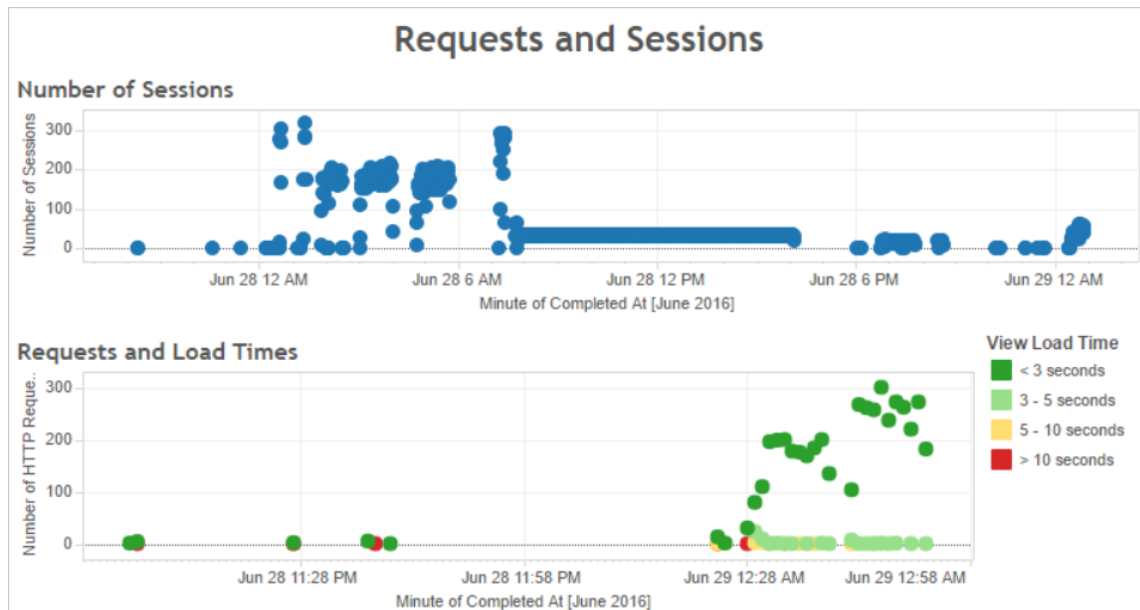 Requests and Sessions
Number of Sessions
Number of Sessions
300
200
100
0
Jun 28 12 AM
Jun 28 6 AM
Jun 28 12 PM
Jun 28 6 PM
Jun 29 12 AM
Minute of Completed At [June 2016]
Requests and Load Times
Number of HTTP Reque..
300
200
100
0
Jun 28 11:28 PM
Jun 28 11:58 PM
Jun 29 12:28 AM
Jun 29 12:58 AM
Minute of Completed At [June 2016]
View Load Time
< 3 seconds
3 - 5 seconds
5 - 10 seconds
> 10 seconds